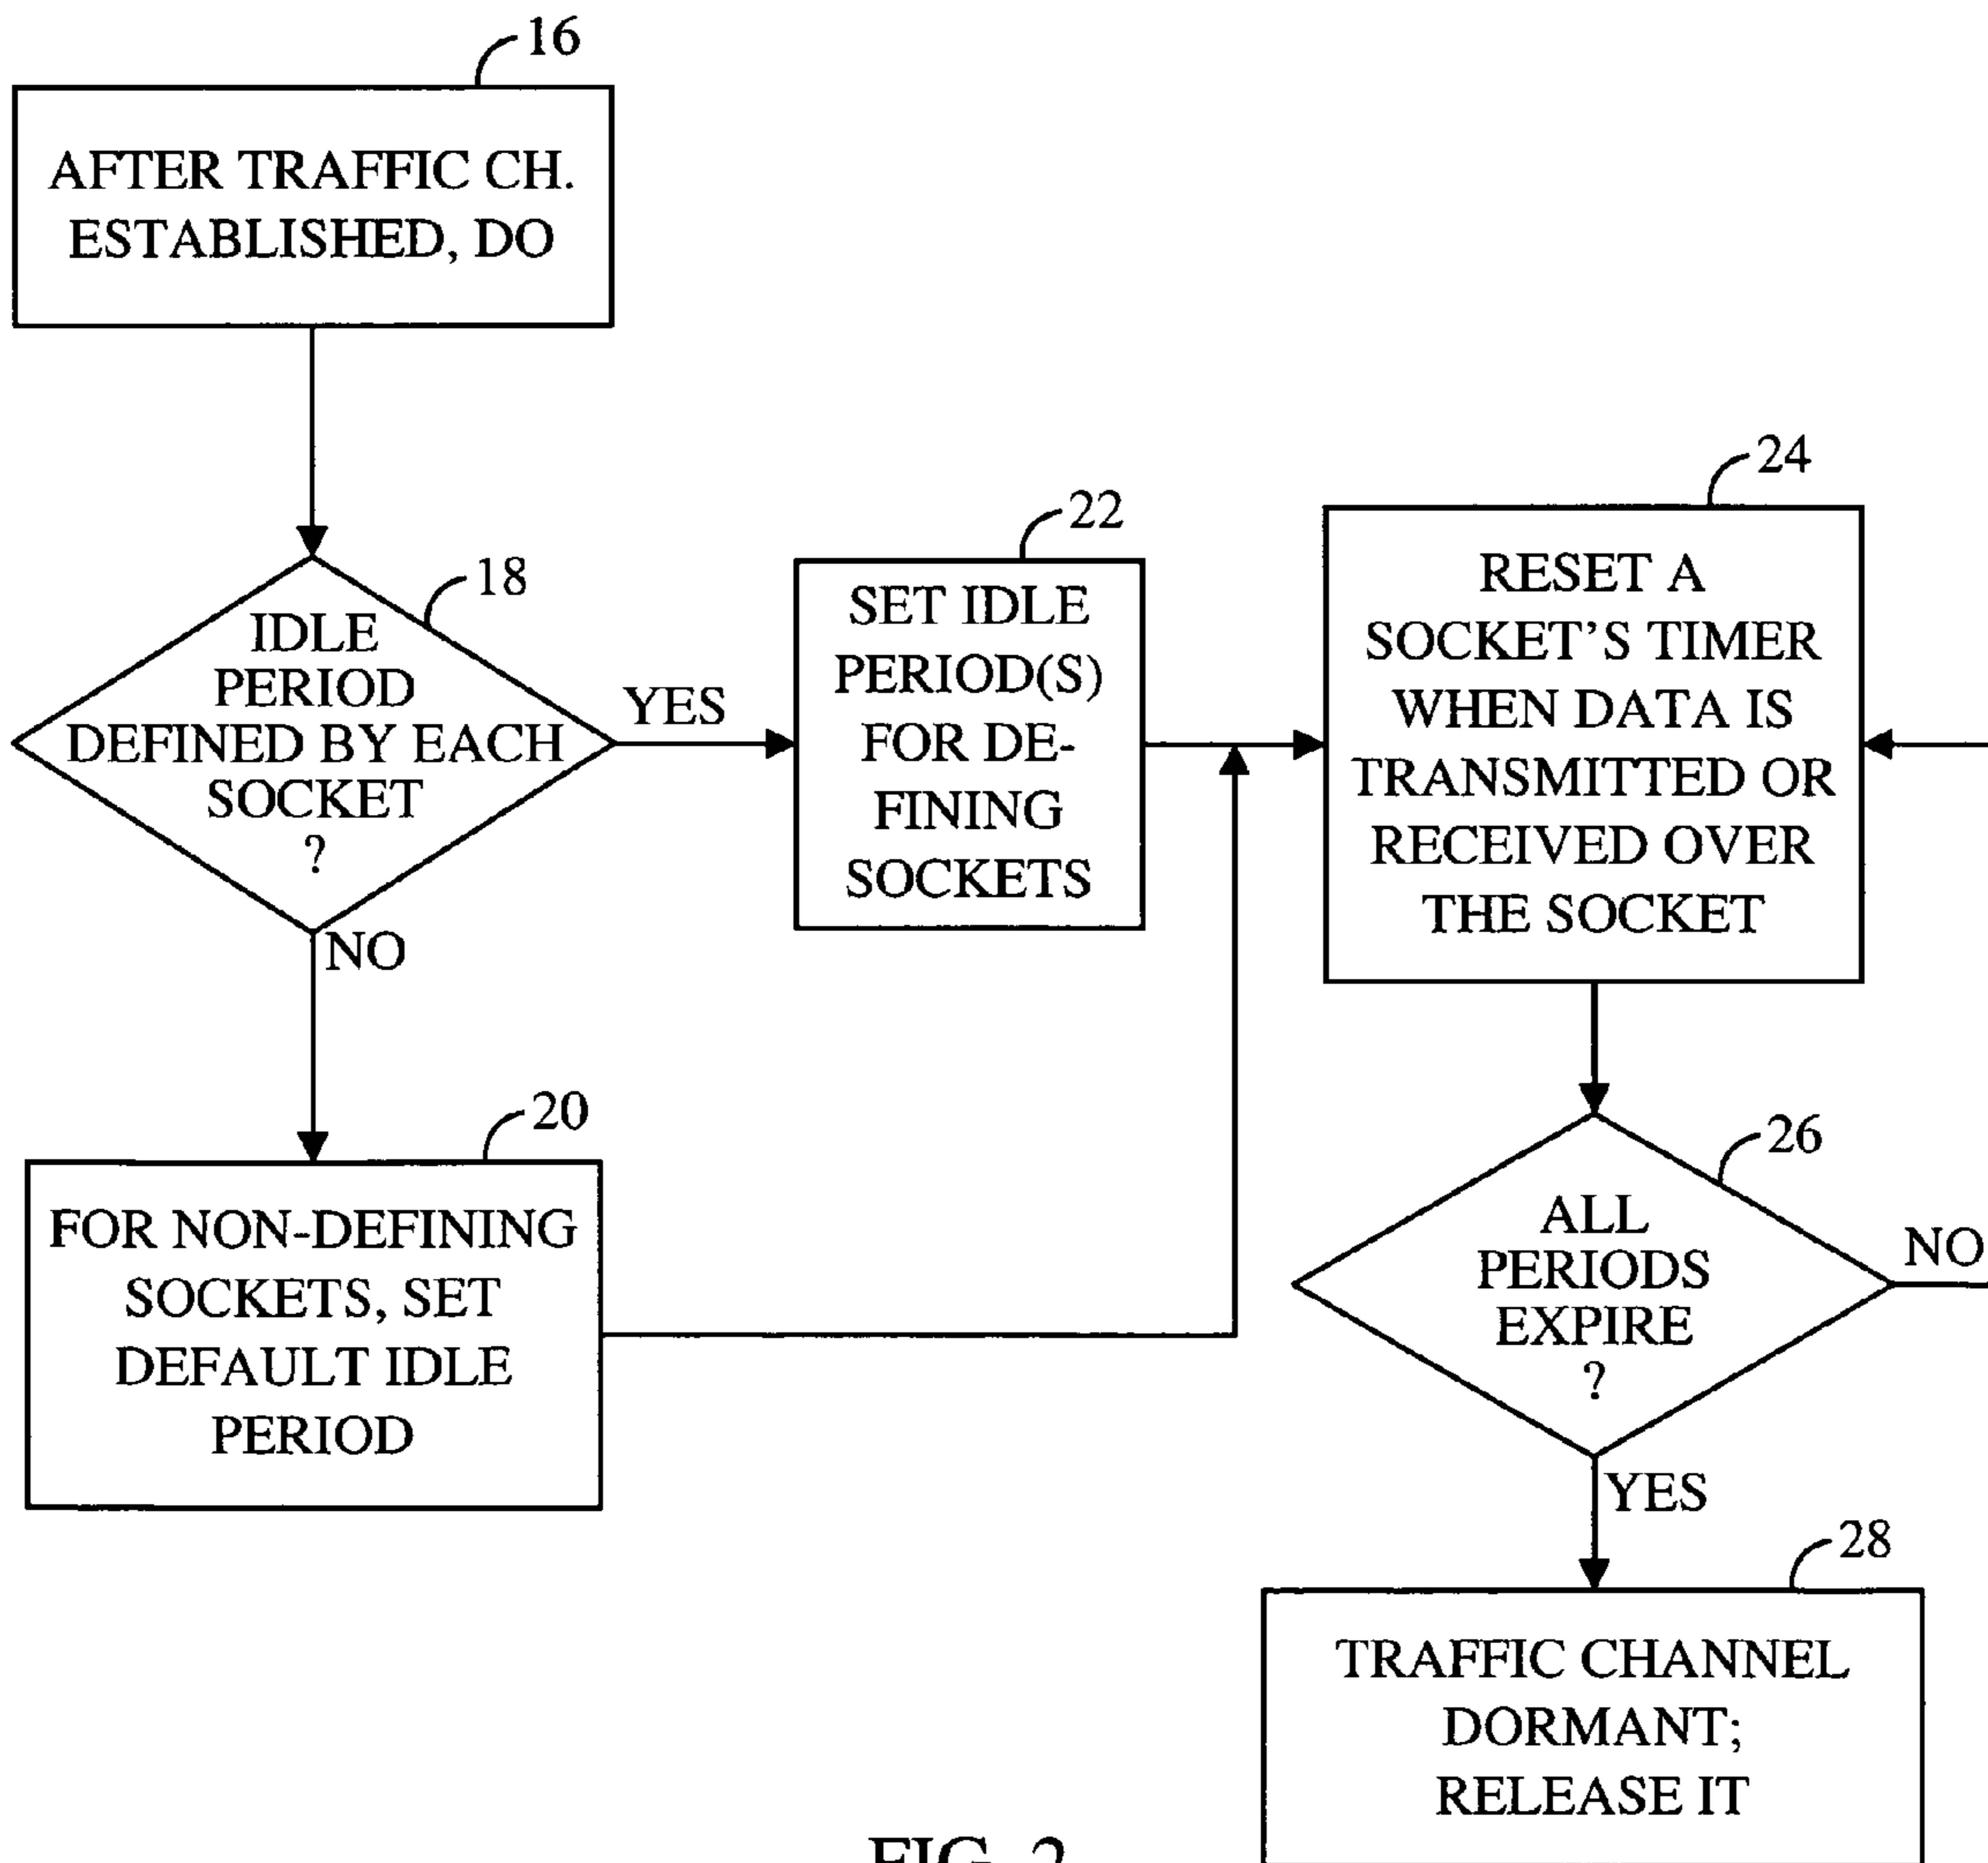 16
AFTER TRAFFIC CH.
ESTABLISHED, DO
18
IDLE
PERIOD
DEFINED BY EACH
SOCKET
?
YES
NO
22
SET IDLE
PERIOD(S)
FOR DE-
FINING
SOCKETS
20
FOR NON-DEFINING
SOCKETS, SET
DEFAULT IDLE
PERIOD
24
RESET A
SOCKET'S TIMER
WHEN DATA IS
TRANSMITTED OR
RECEIVED OVER
THE SOCKET
26
ALL
PERIODS
EXPIRE
?
NO
YES
28
TRAFFIC CHANNEL
DORMANT;
RELEASE IT
FIG. 2